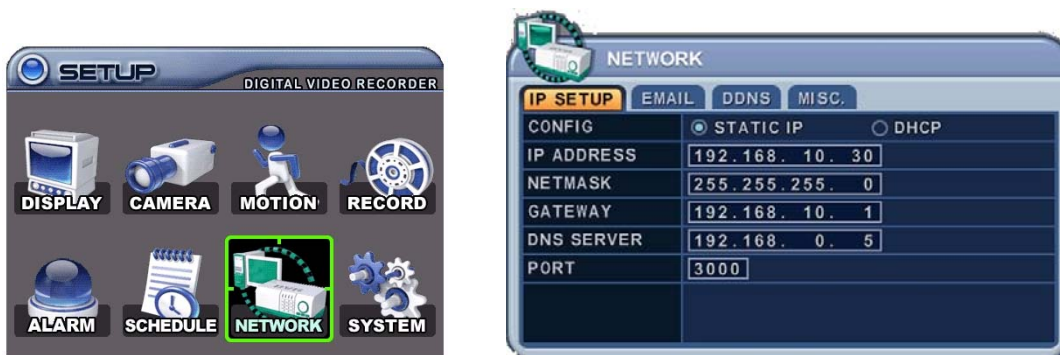 SETUP
DIGITAL VIDEO RECORDER
DISPLAY CAMERA MOTION RECORD
ALARM SCHEDULE NETWORK SYSTEM
NETWORK
IP SETUP EMAIL DDNS MISC.
CONFIG STATIC IP DHCP
IP ADDRESS 192.168. 10. 30
NETMASK 255.255.255. 0
GATEWAY 192.168. 10. 1
DNS SERVER 192.168. 0. 5
PORT 3000